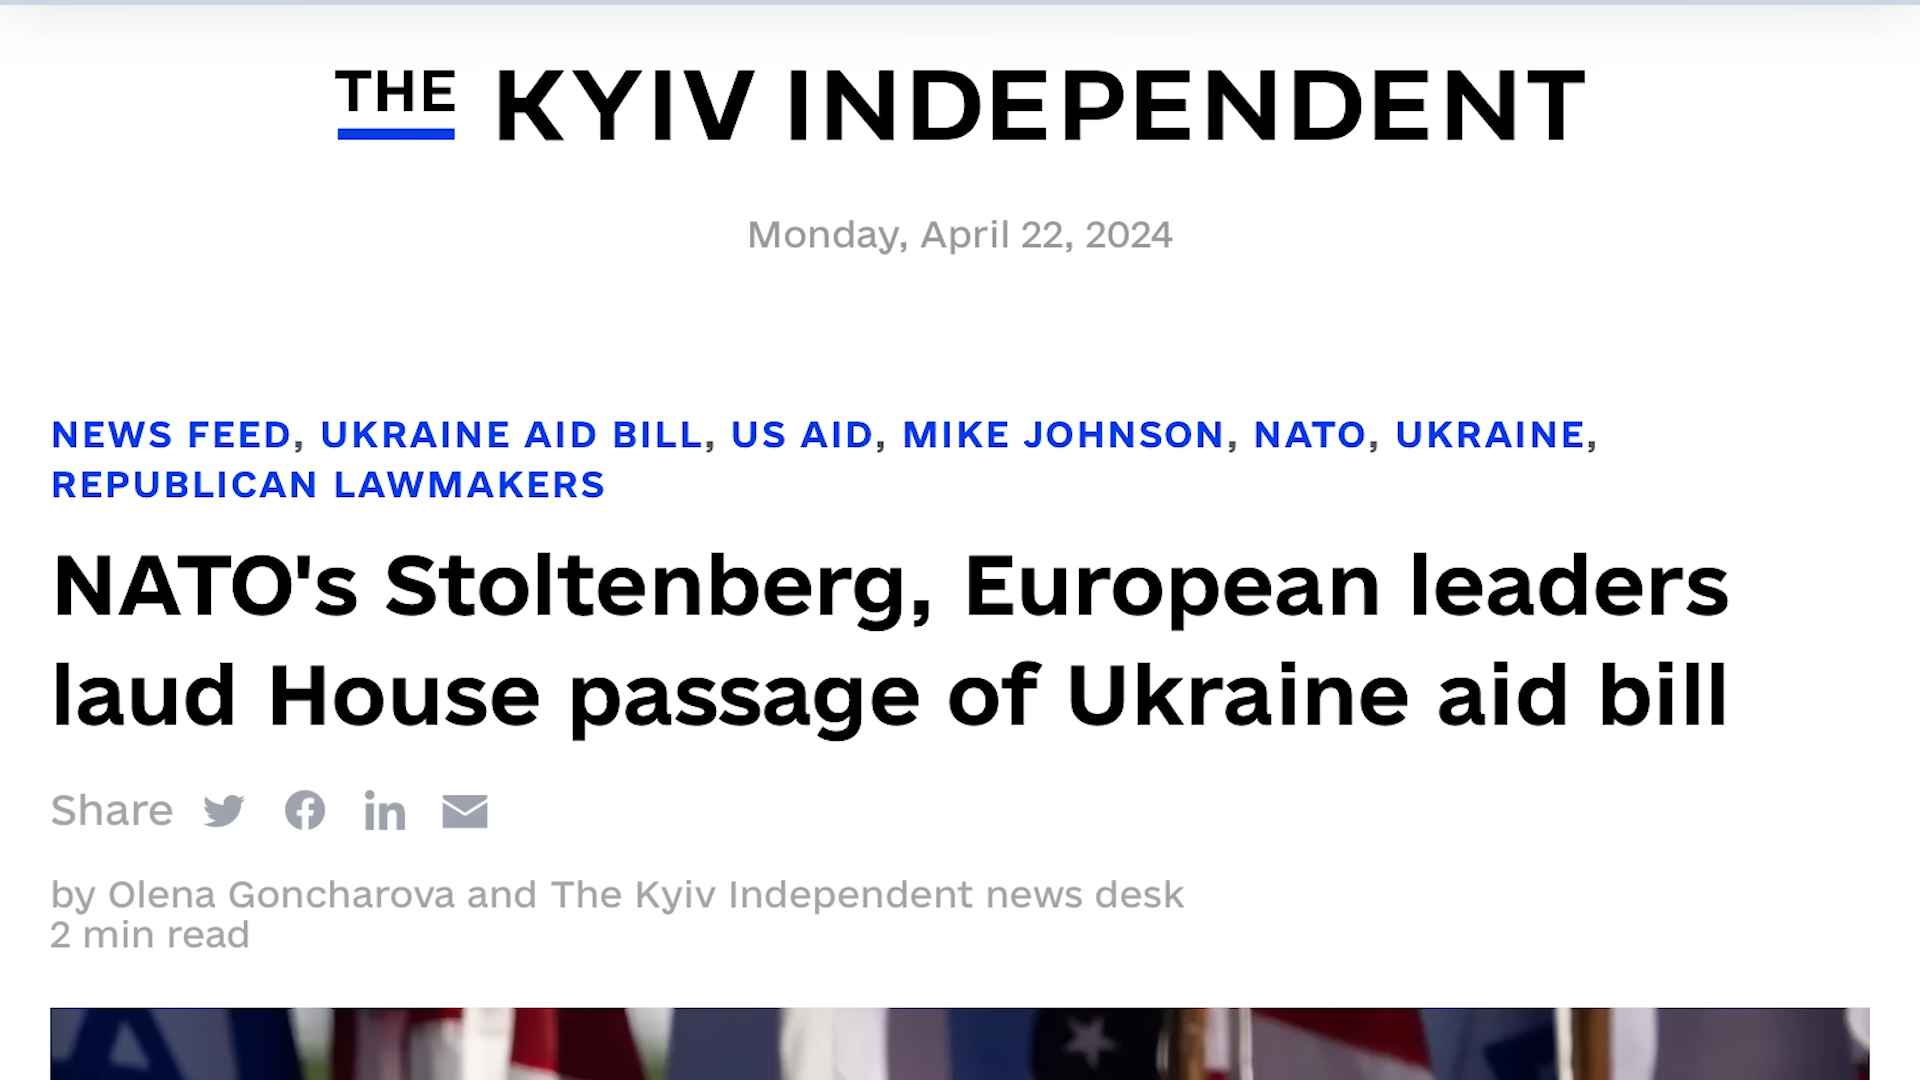 THE KYIV INDEPENDENT
Monday, April 22, 2024
NEWS FEED, UKRAINE AID BILL, US AID, MIKE JOHNSON, NATO, UKRAINE,
REPUBLICAN LAWMAKERS
NATO's Stoltenberg, European leaders
laud House passage of Ukraine aid bill
Share
by Olena Goncharova and The Kyiv Independent news desk
2 min read